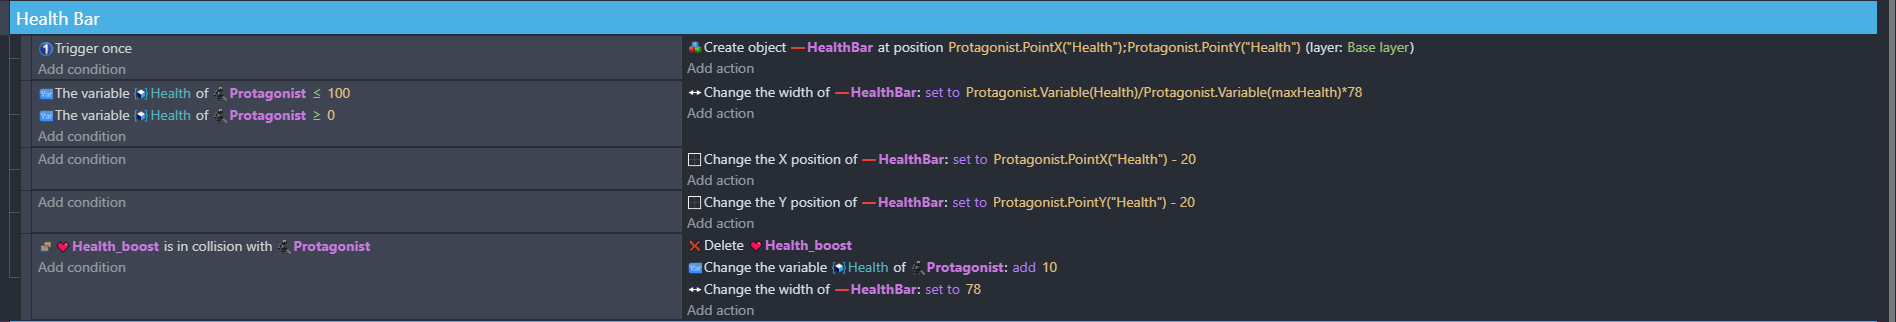 Health Bar
Trigger once
Add condition
Create object HealthBar at position Protagonist.PointX("Health");Protagonist.PointY("Health") (layer: Base layer)
Add action
The variable Health of Protagonist ≤ 100
The variable Health of Protagonist ≥ 0
Add condition
Change the width of HealthBar: set to Protagonist.Variable(Health)/Protagonist.Variable(maxHealth)*78
Add action
Add condition
Change the X position of HealthBar: set to Protagonist.PointX("Health") - 20
Add action
Add condition
Change the Y position of HealthBar: set to Protagonist.PointY("Health") - 20
Add action
Health_boost is in collision with Protagonist
Add condition
Delete Health_boost
Change the variable Health of Protagonist: add 10
Change the width of HealthBar: set to 78
Add action